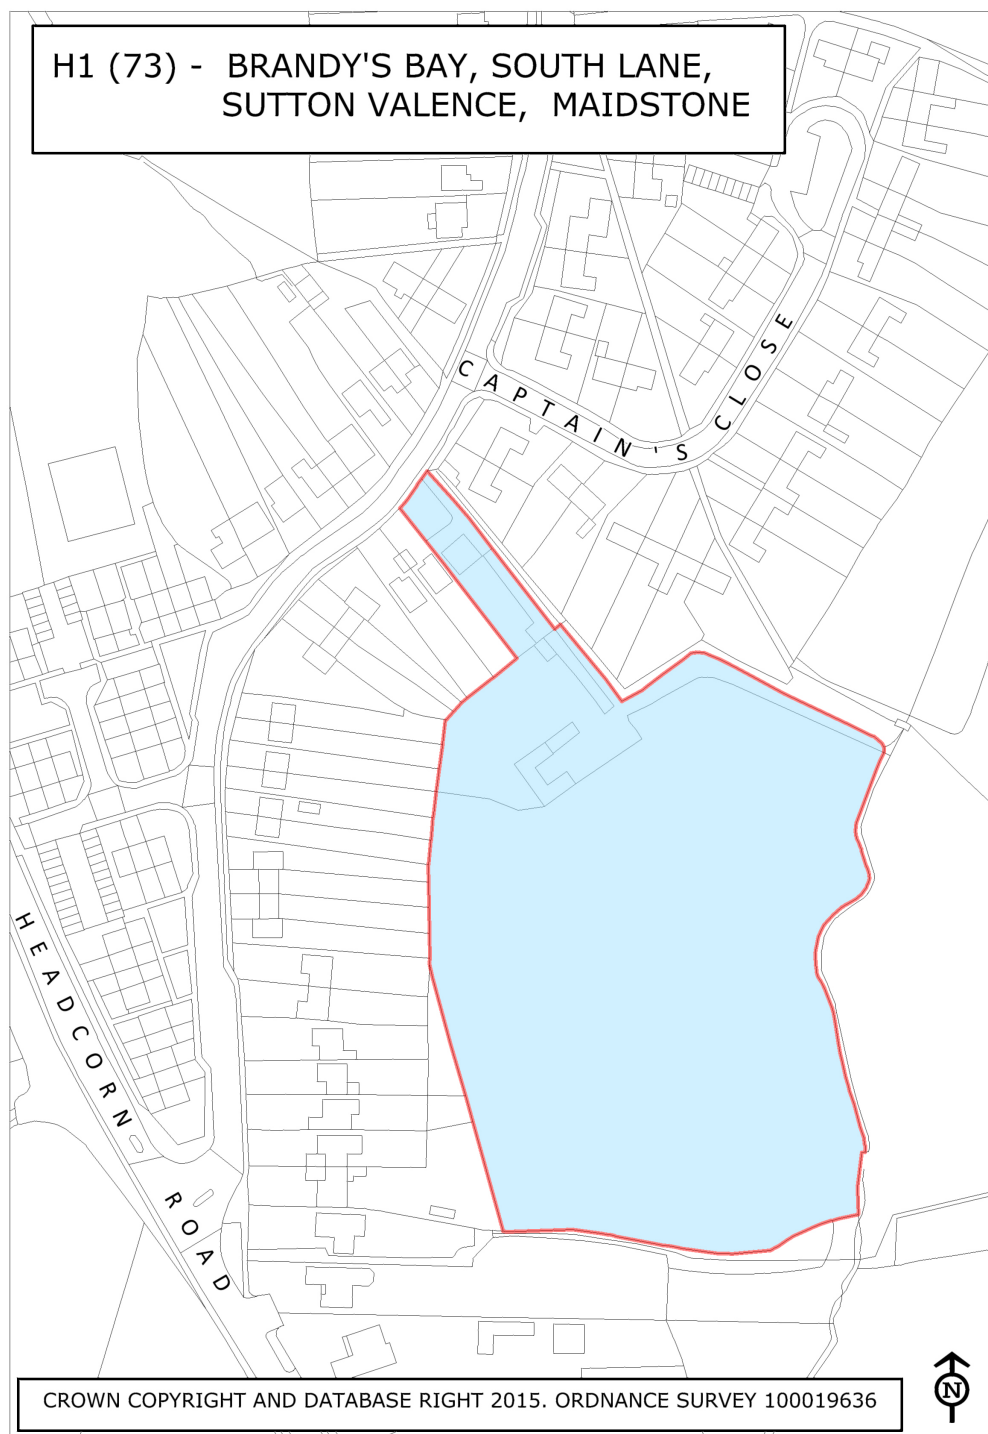 H1 (73) - BRANDY'S BAY, SOUTH LANE,
SUTTON VALENCE, MAIDSTONE
CAPTAIN'S CLOSE
HEADCORN ROAD
CROWN COPYRIGHT AND DATABASE RIGHT 2015. ORDNANCE SURVEY 100019636
N